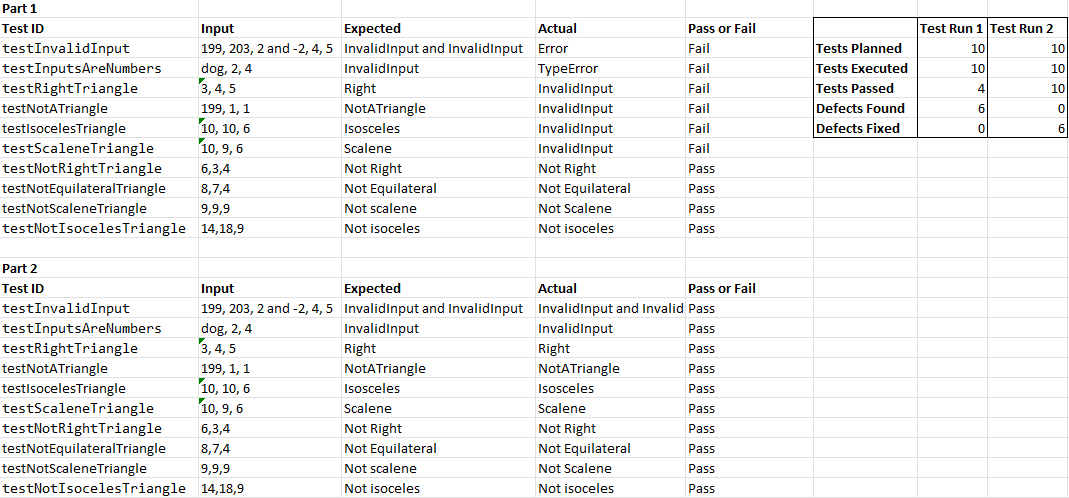 Part 1
Test ID Input Expected Actual Pass or Fail Test Run 1 Test Run 2
testInvalidInput 199, 203, 2 and -2, 4, 5 InvalidInput and InvalidInput Error Fail Tests Planned 10 10
testInputsAreNumbers dog, 2, 4 InvalidInput TypeError Fail Tests Executed 10 10
testRightTriangle 3, 4, 5 Right InvalidInput Fail Tests Passed 4 10
testNotATriangle 199, 1, 1 NotATriangle InvalidInput Fail Defects Found 6 0
testIsocelesTriangle 10, 10, 6 Isosceles InvalidInput Fail Defects Fixed 0 6
testScaleneTriangle 10, 9, 6 Scalene InvalidInput Fail
testNotRightTriangle 6,3,4 Not Right Not Right Pass
testNotEquilateralTriangle 8,7,4 Not Equilateral Not Equilateral Pass
testNotScaleneTriangle 9,9,9 Not scalene Not Scalene Pass
testNotIsocelesTriangle 14,18,9 Not isoceles Not isoceles Pass
Part 2
Test ID Input Expected Actual Pass or Fail
testInvalidInput 199, 203, 2 and -2, 4, 5 InvalidInput and InvalidInput InvalidInput and Invalid Pass
testInputsAreNumbers dog, 2, 4 InvalidInput InvalidInput Pass
testRightTriangle 3, 4, 5 Right Right Pass
testNotATriangle 199, 1, 1 NotATriangle NotATriangle Pass
testIsocelesTriangle 10, 10, 6 Isosceles Isosceles Pass
testScaleneTriangle 10, 9, 6 Scalene Scalene Pass
testNotRightTriangle 6,3,4 Not Right Not Right Pass
testNotEquilateralTriangle 8,7,4 Not Equilateral Not Equilateral Pass
testNotScaleneTriangle 9,9,9 Not scalene Not Scalene Pass
testNotIsocelesTriangle 14,18,9 Not isoceles Not isoceles Pass